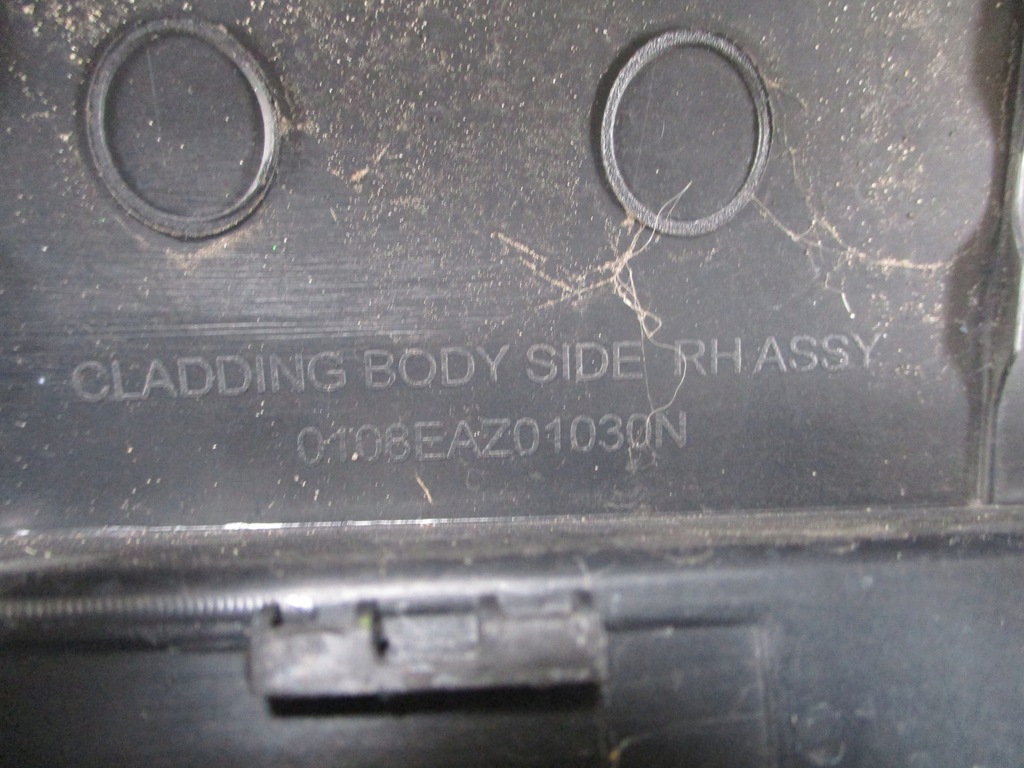 CLADDING BODY SIDE RH ASSY
0108EAZ01030N